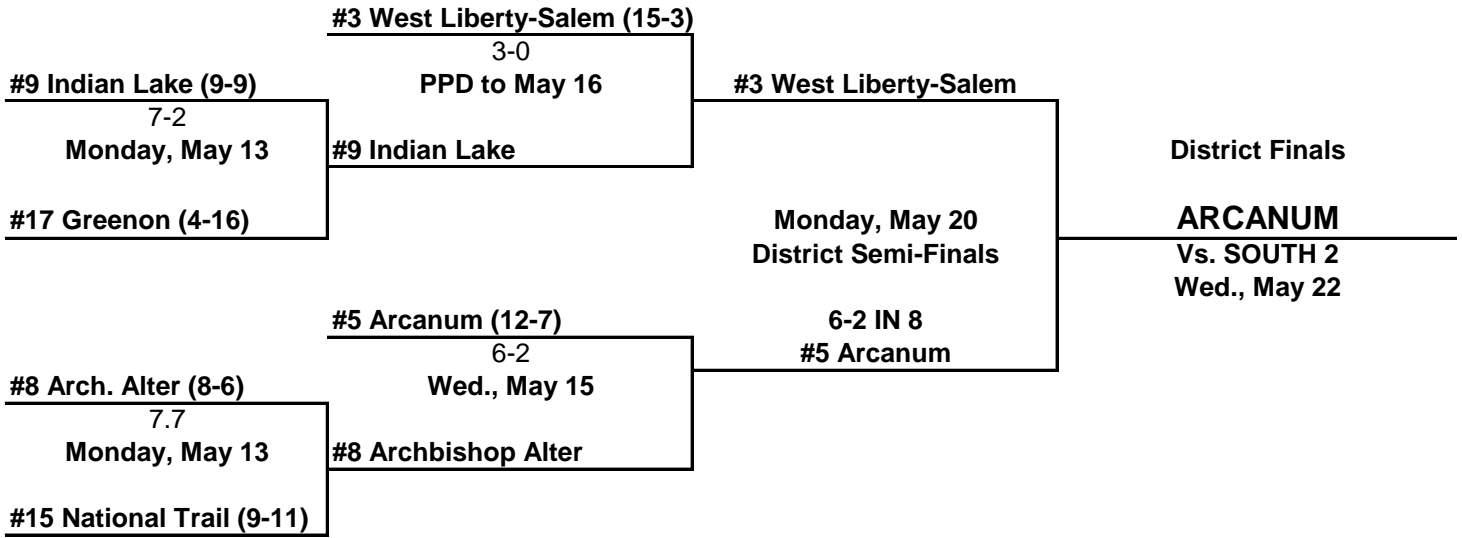 #3 West Liberty-Salem (15-3)
3-0
#9 Indian Lake (9-9)
PPD to May 16
#3 West Liberty-Salem
7-2
Monday, May 13
#9 Indian Lake
District Finals
#17 Greenon (4-16)
Monday, May 20
District Semi-Finals
ARCANUM
Vs. SOUTH 2
Wed., May 22
#5 Arcanum (12-7)
6-2 IN 8
#5 Arcanum
6-2
#8 Arch. Alter (8-6)
Wed., May 15
7.7
Monday, May 13
#8 Archbishop Alter
#15 National Trail (9-11)